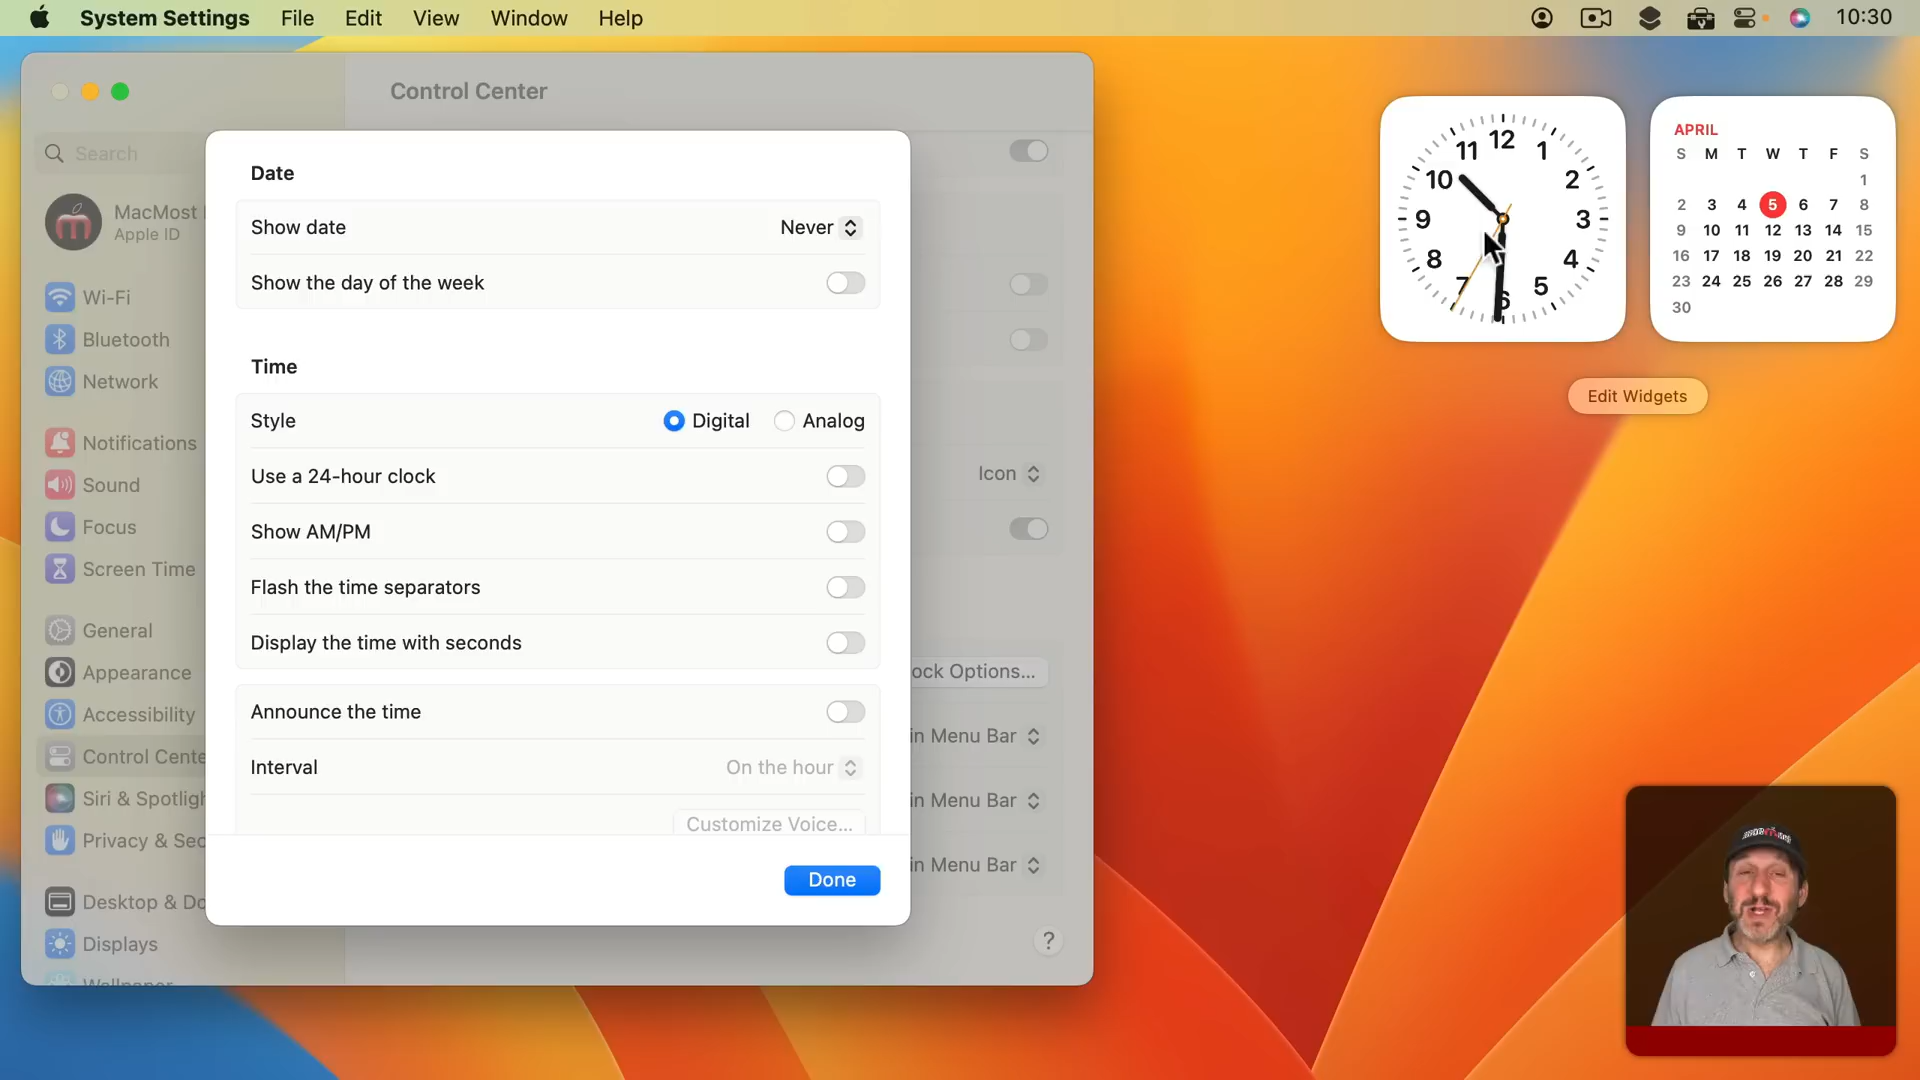 System Settings File Edit View Window Help 10:30
Control Center
Search
MacMost
Apple ID
Wi-Fi
Bluetooth
Network
Notifications
Sound
Focus
Screen Time
General
Appearance
Accessibility
Control Cente
Siri & Spotligh
Privacy & Sec
Desktop & Do
Displays
Wallpaper
Date
Show date Never
Show the day of the week
Time
Style Digital Analog
Use a 24-hour clock
Show AM/PM
Flash the time separators
Display the time with seconds
Announce the time
Interval On the hour
Customize Voice...
Done
Icon
ock Options...
in Menu Bar
in Menu Bar
in Menu Bar
?
12 1 2 3 4 5 6 7 8 9 10 11
APRIL
S M T W T F S
1
2 3 4 5 6 7 8
9 10 11 12 13 14 15
16 17 18 19 20 21 22
23 24 25 26 27 28 29
30
Edit Widgets